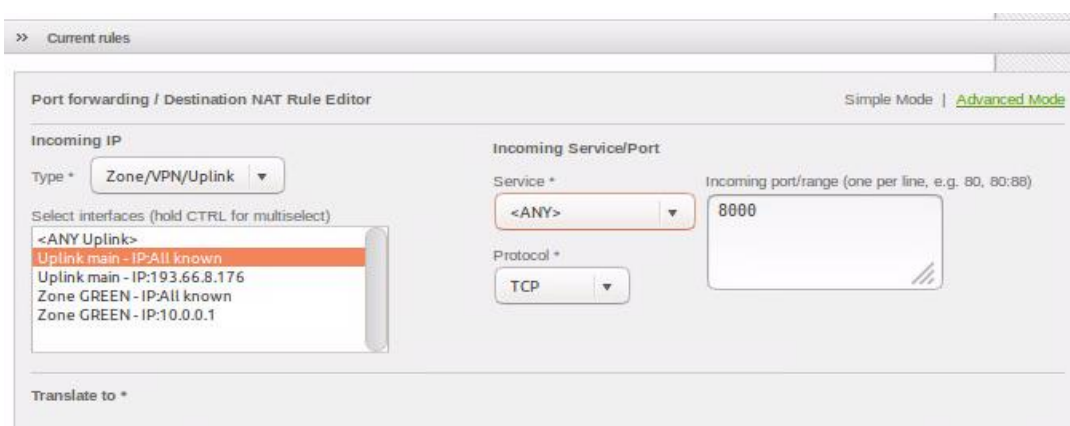 » Current rules
Port forwarding / Destination NAT Rule Editor
Simple Mode | Advanced Mode
Incoming IP
Type * Zone/VPN/Uplink
Select interfaces (hold CTRL for multiselect)
<ANY Uplink>
Uplink main - IP:All known
Uplink main - IP:193.66.8.176
Zone GREEN - IP:All known
Zone GREEN - IP:10.0.0.1
Incoming Service/Port
Service *
<ANY>
Protocol *
TCP
Incoming port/range (one per line, e.g. 80, 80:88)
8000
Translate to *